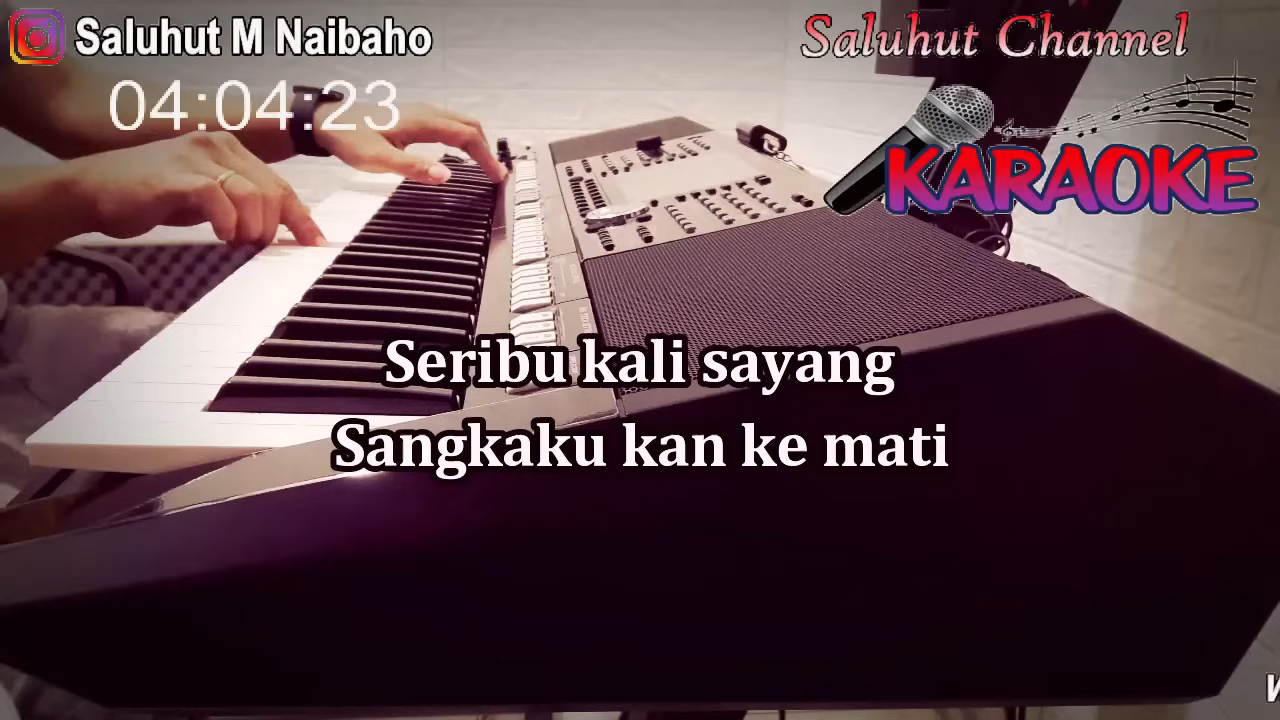 Saluhut M Naibaho
Saluhut Channel
04:04:23
KARAOKE
Seribu kali sayang
Sangkaku kan ke mati